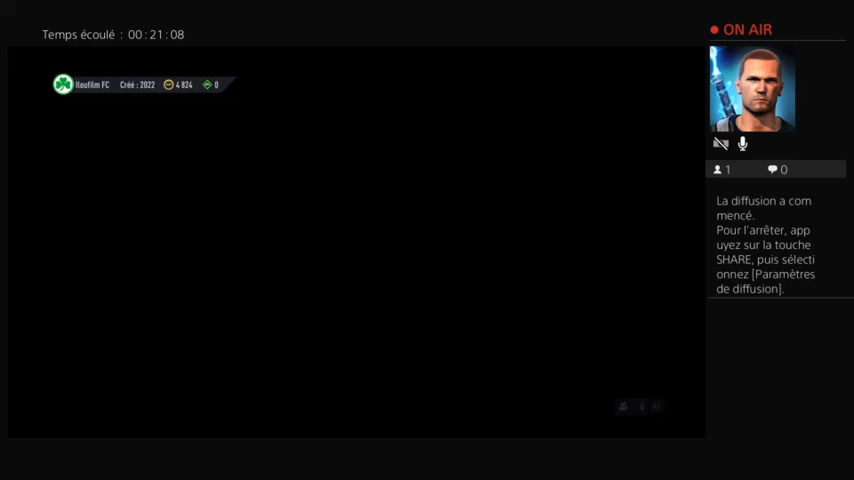 Temps écoulé : 00:21:08
ON AIR
Iloufilm FC Créé : 2022 4 824 0
1 0
La diffusion a com
mencé.
Pour l'arrêter, app
uyez sur la touche
SHARE, puis sélecti
onnez [Paramètres
de diffusion].